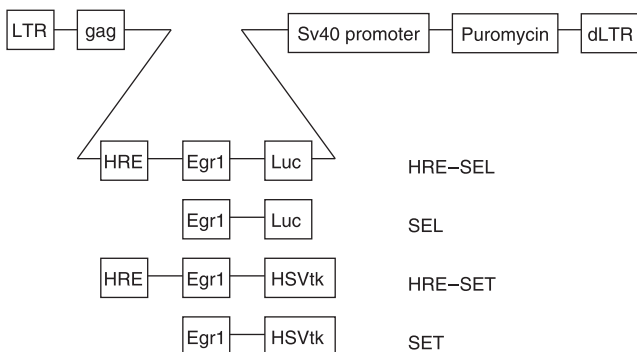 LTR gag Sv40 promoter Puromycin dLTR
HRE Egr1 Luc HRE–SEL
Egr1 Luc SEL
HRE Egr1 HSVtk HRE–SET
Egr1 HSVtk SET